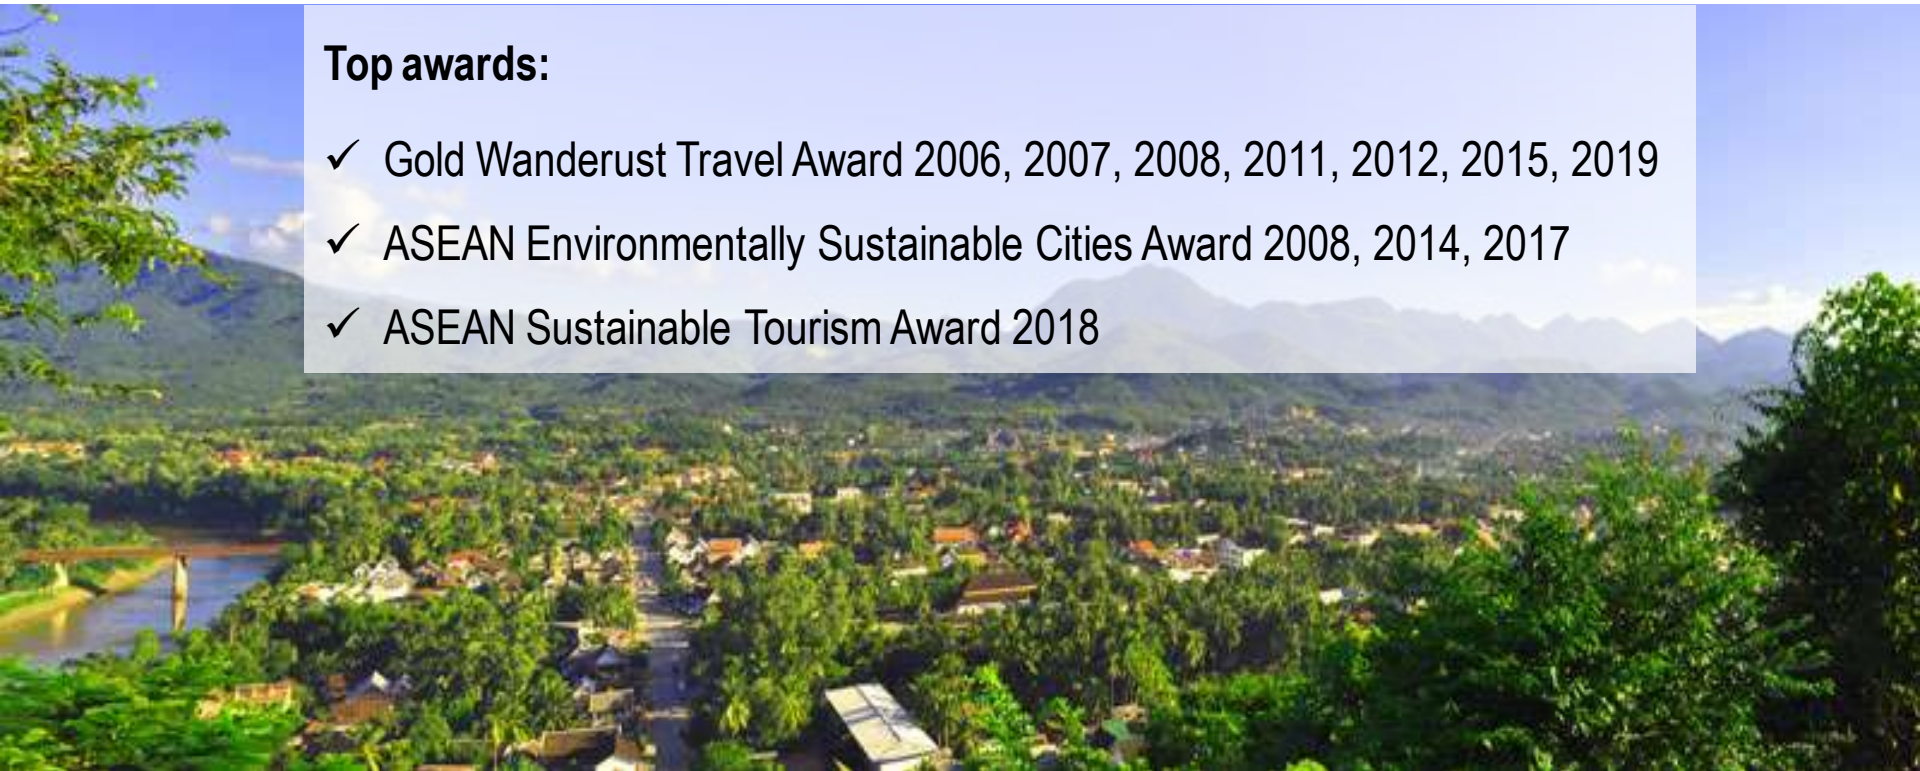 Top awards:
✓ Gold Wanderust Travel Award 2006, 2007, 2008, 2011, 2012, 2015, 2019
✓ ASEAN Environmentally Sustainable Cities Award 2008, 2014, 2017
✓ ASEAN Sustainable Tourism Award 2018